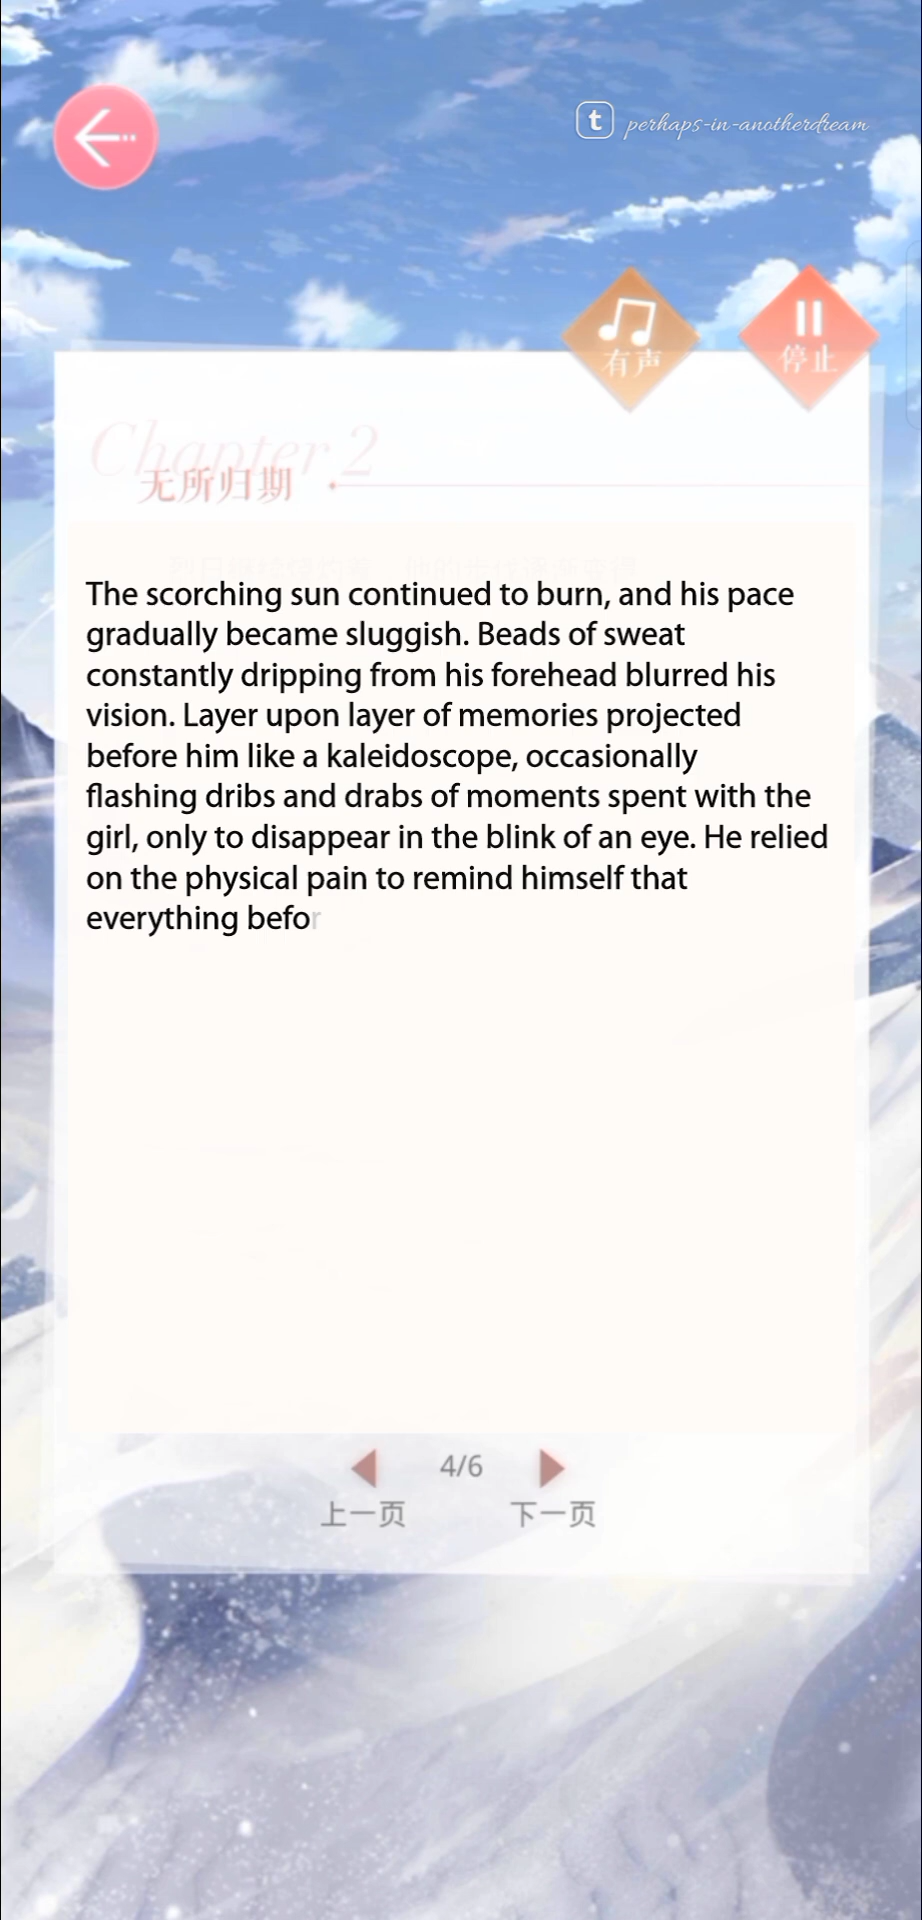 t perhaps-in-anotherdream
有声
停止
Chapter 2
无所归期
The scorching sun continued to burn, and his pace
gradually became sluggish. Beads of sweat
constantly dripping from his forehead blurred his
vision. Layer upon layer of memories projected
before him like a kaleidoscope, occasionally
flashing dribs and drabs of moments spent with the
girl, only to disappear in the blink of an eye. He relied
on the physical pain to remind himself that
everything befor
4/6
上一页 下一页